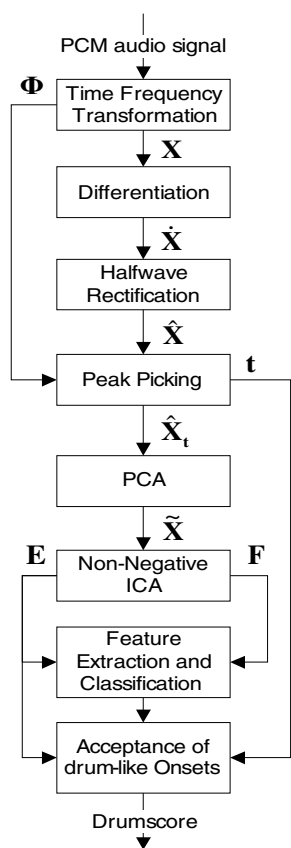 PCM audio signal
Φ
Time Frequency
Transformation
X
Differentiation
Ẋ
Halfwave
Rectification
X̂
Peak Picking
t
X̂ₜ
PCA
X̃
E
Non-Negative
ICA
F
Feature
Extraction and
Classification
Acceptance of
drum-like Onsets
Drumscore